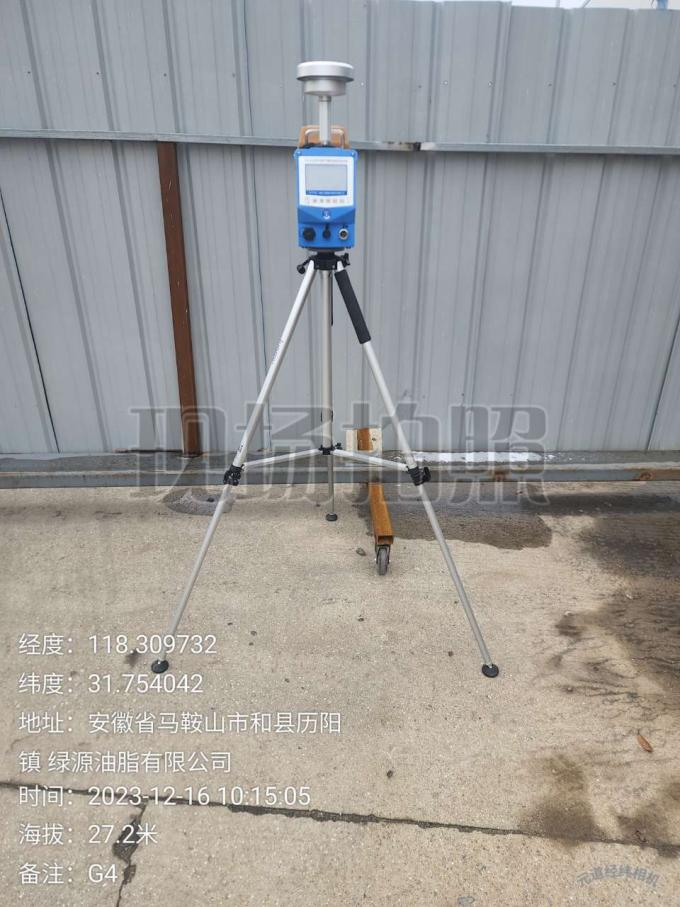 现场拍照
经度：118.309732
纬度：31.754042
地址：安徽省马鞍山市和县历阳
镇 绿源油脂有限公司
时间：2023-12-16 10:15:05
海拔：27.2米
备注：G4
元道经纬相机